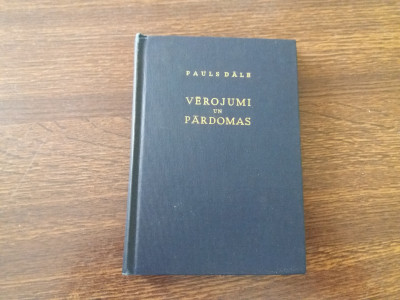 PAULS DĀLE
VĒROJUMI
UN
PĀRDOMAS